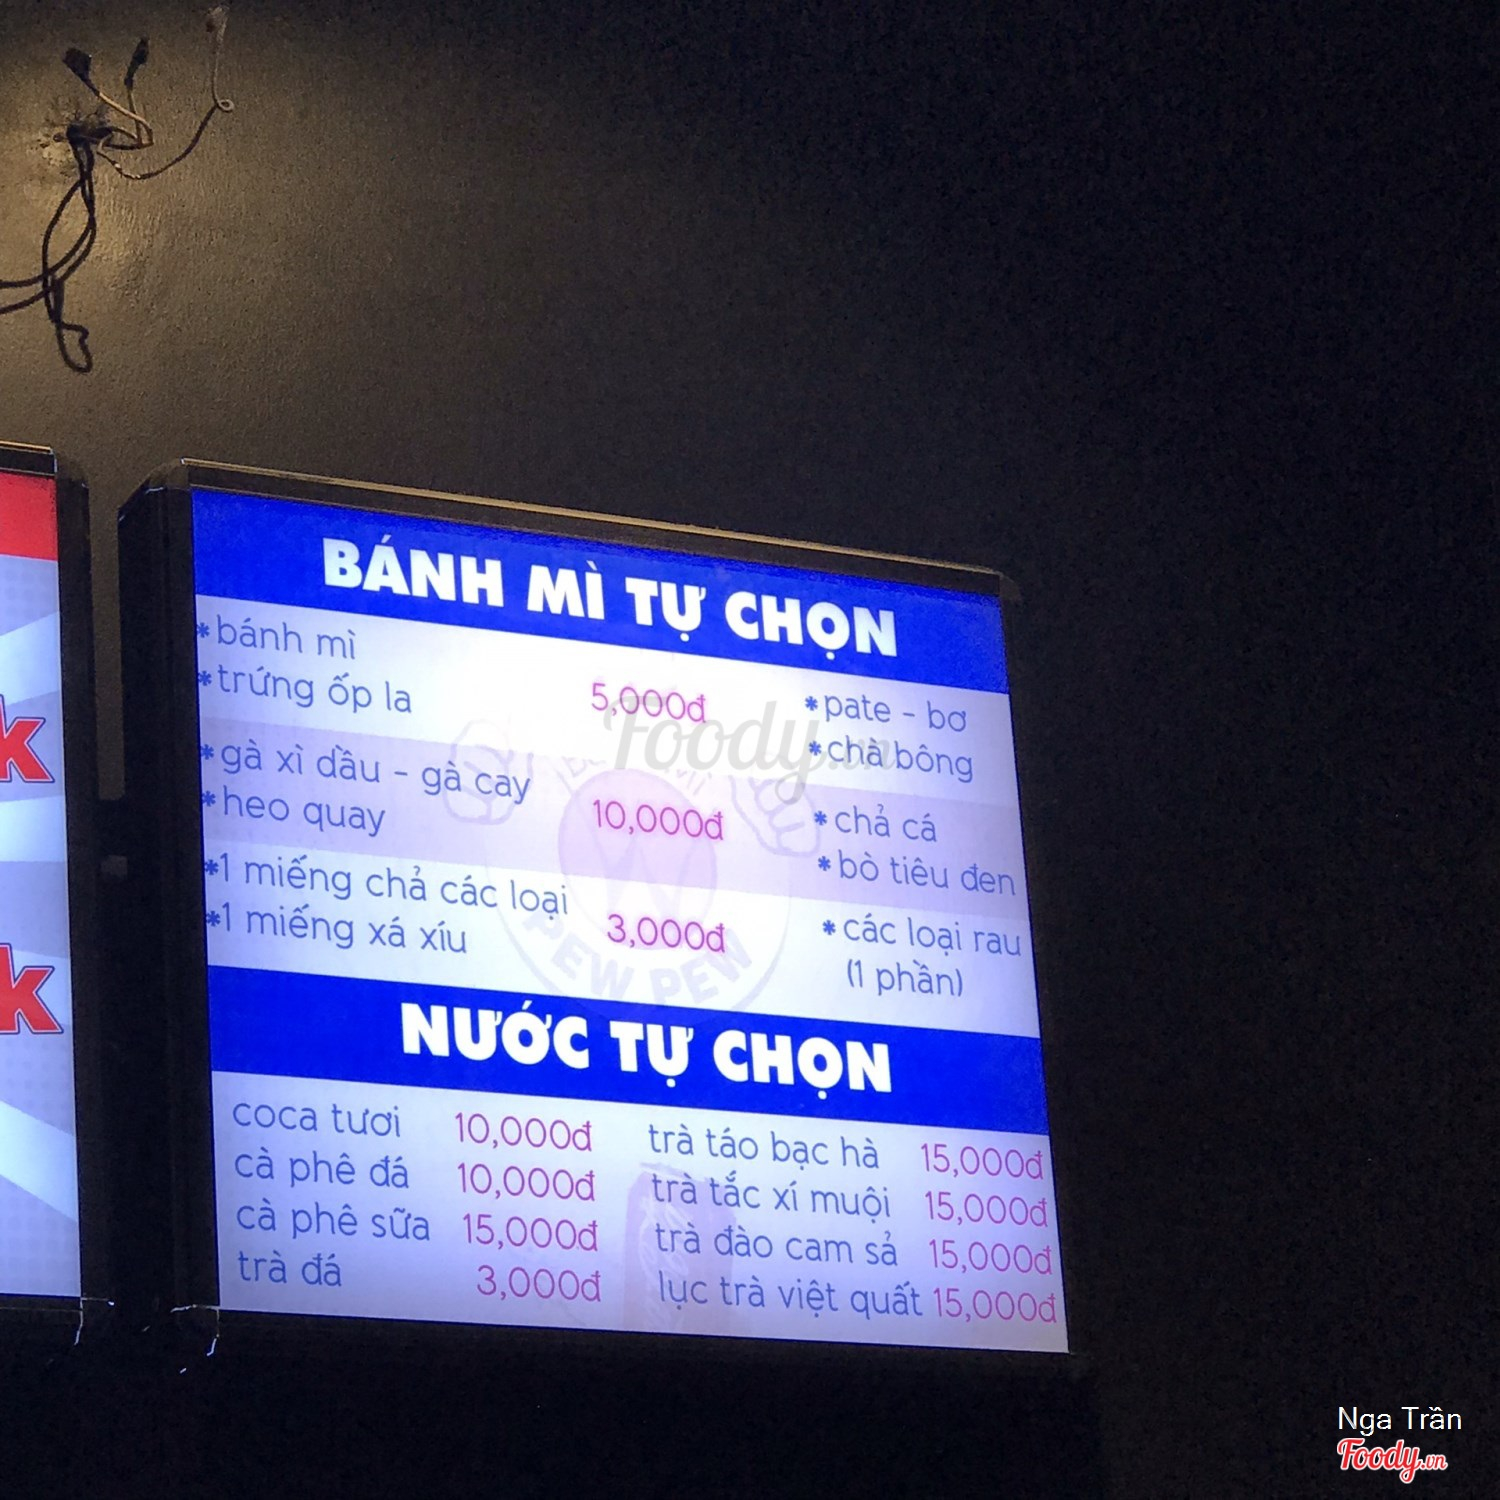 BÁNH MÌ TỰ CHỌN
*bánh mì
*trứng ốp la 5,000đ *pate - bơ
*chà bông
*gà xì dầu - gà cay
*heo quay 10,000đ *chả cá
*bò tiêu đen
*1 miếng chả các loại
*1 miếng xá xíu 3,000đ *các loại rau
(1 phần)
PEW PEW
NƯỚC TỰ CHỌN
coca tươi 10,000đ trà táo bạc hà 15,000đ
cà phê đá 10,000đ trà tắc xí muội 15,000đ
cà phê sữa 15,000đ trà đào cam sả 15,000đ
trà đá 3,000đ lục trà việt quất 15,000đ
k
k
Foody.vn
Nga Trần
Foody.vn